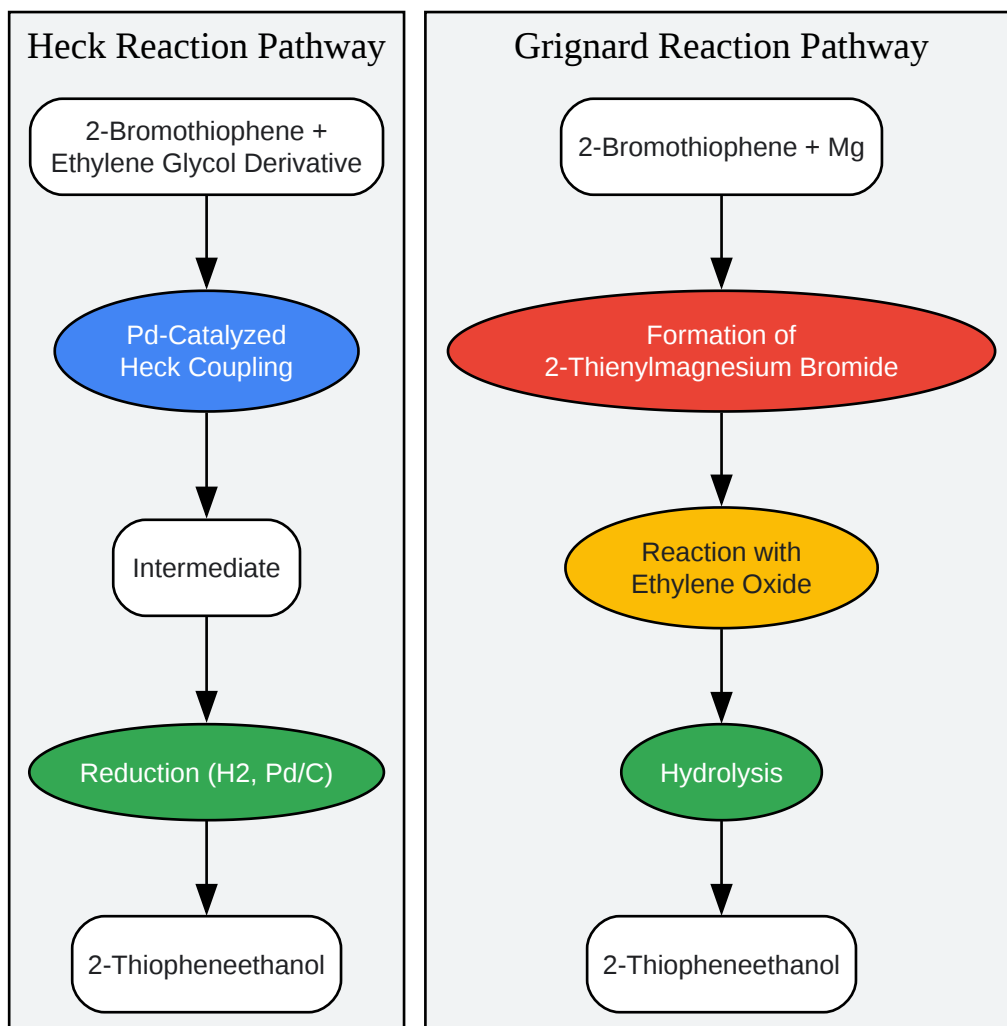 Heck Reaction Pathway
2-Bromothiophene +
Ethylene Glycol Derivative
Pd-Catalyzed
Heck Coupling
Intermediate
Reduction (H2, Pd/C)
2-Thiopheneethanol
Grignard Reaction Pathway
2-Bromothiophene + Mg
Formation of
2-Thienylmagnesium Bromide
Reaction with
Ethylene Oxide
Hydrolysis
2-Thiopheneethanol